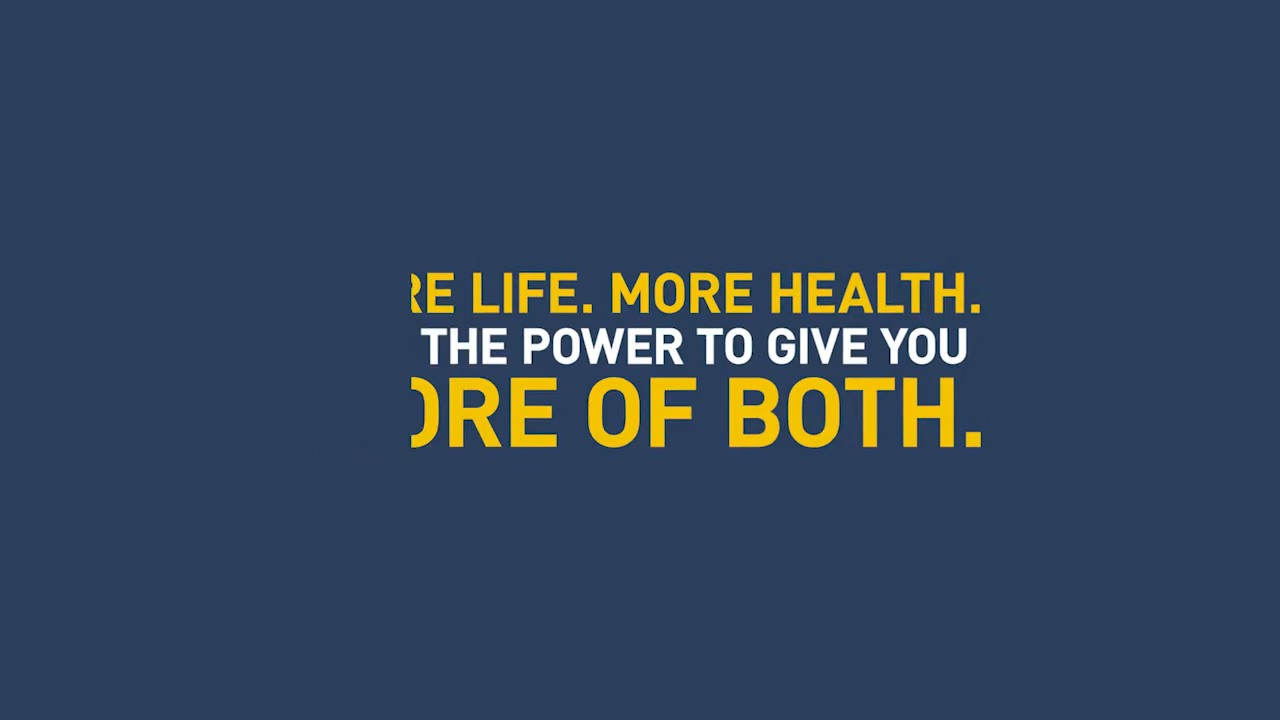 RE LIFE. MORE HEALTH.
THE POWER TO GIVE YOU
ORE OF BOTH.